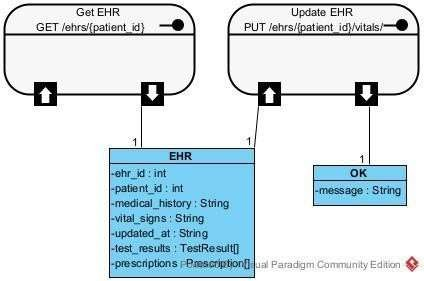 Get EHR
GET /ehrs/{patient_id}
Update EHR
PUT /ehrs/{patient_id}/vitals/
1
1
1
EHR
-ehr_id : int
-patient_id : int
-medical_history : String
-vital_signs : String
-updated_at : String
-test_results : TestResult[]
-prescriptions : Prescription[]
OK
-message : String
Visual Paradigm Community Edition